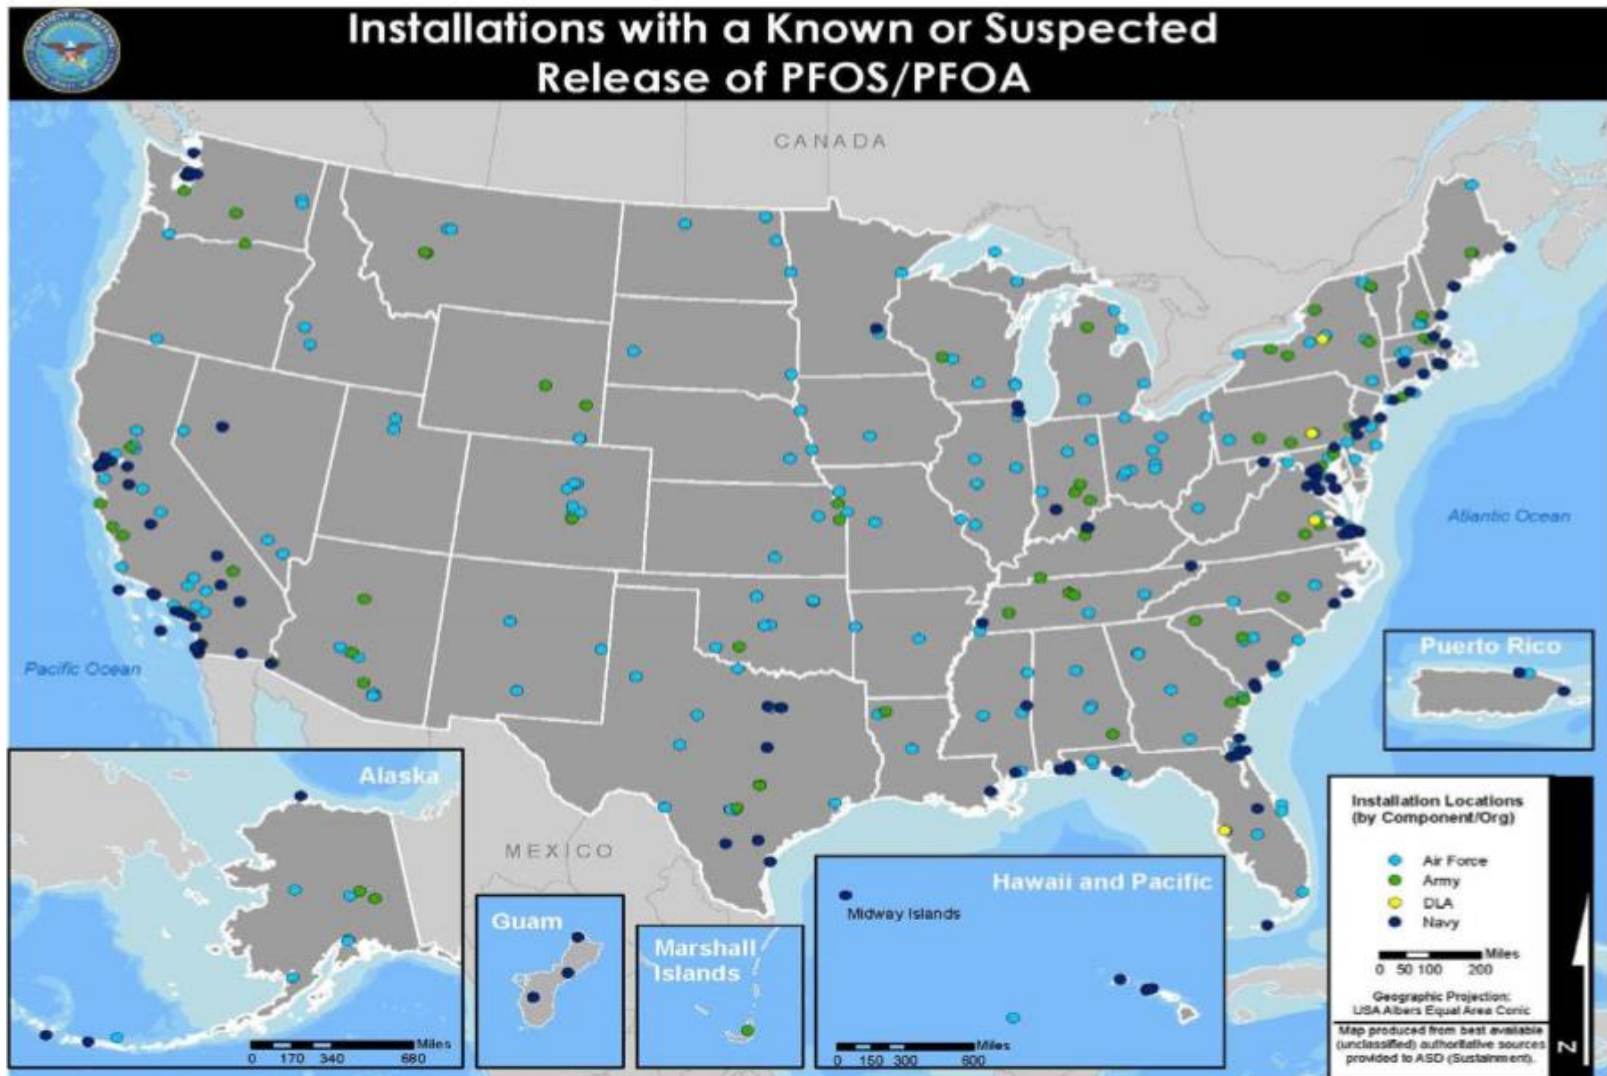 Installations with a Known or Suspected
Release of PFOS/PFOA
CANADA
Pacific Ocean
Atlantic Ocean
MEXICO
Puerto Rico
Alaska
Miles
0 170 340 680
Guam
Marshall
Islands
Hawaii and Pacific
Midway Islands
Miles
0 150 300 600
Installation Locations
(by Component/Org)
Air Force
Army
DLA
Navy
Miles
0 50 100 200
Geographic Projection:
USA Albers Equal Area Conic
Map produced from best available
(unclassified) authoritative sources
provided to ASD (Sustainment).
N